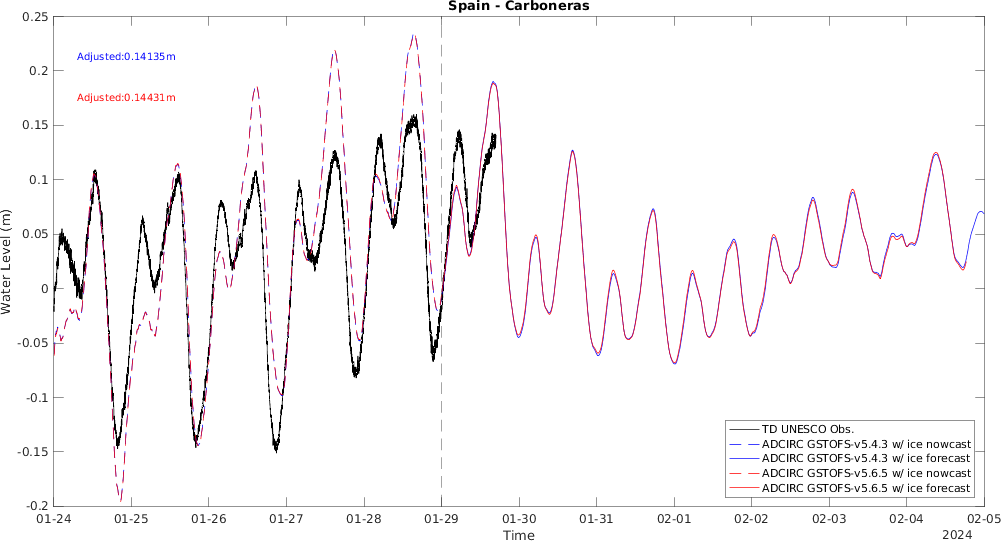 Spain - Carboneras
0.25
0.2
0.15
0.1
0.05
0
-0.05
-0.1
-0.15
-0.2
Water Level (m)
Adjusted:0.14135m
Adjusted:0.14431m
TD UNESCO Obs.
ADCIRC GSTOFS-v5.4.3 w/ ice nowcast
ADCIRC GSTOFS-v5.4.3 w/ ice forecast
ADCIRC GSTOFS-v5.6.5 w/ ice nowcast
ADCIRC GSTOFS-v5.6.5 w/ ice forecast
01-24 01-25 01-26 01-27 01-28 01-29 01-30 01-31 02-01 02-02 02-03 02-04 02-05
Time
2024